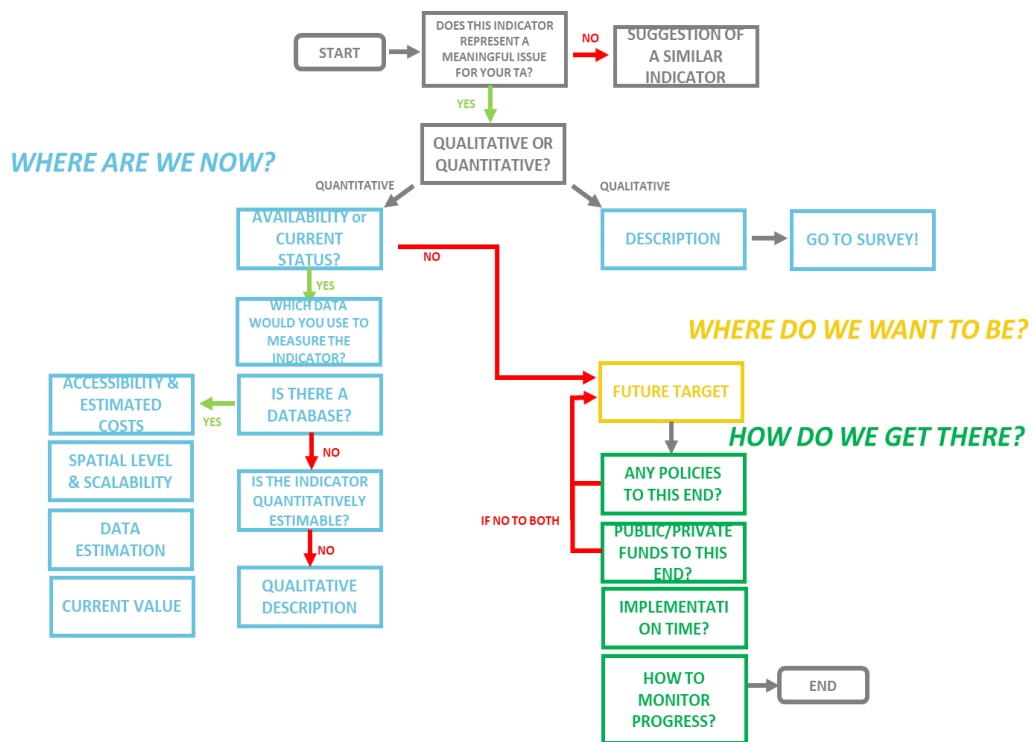 DOES THIS INDICATOR
REPRESENT A
MEANINGFUL ISSUE
FOR YOUR TA?
START
NO
SUGGESTION OF
A SIMILAR
INDICATOR
YES
QUALITATIVE OR
QUANTITATIVE?
WHERE ARE WE NOW?
QUANTITATIVE
QUALITATIVE
AVAILABILITY or
CURRENT
STATUS?
NO
DESCRIPTION
GO TO SURVEY!
YES
WHICH DATA
WOULD YOU USE TO
MEASURE THE
INDICATOR?
WHERE DO WE WANT TO BE?
ACCESSIBILITY &
ESTIMATED
COSTS
YES
IS THERE A
DATABASE?
FUTURE TARGET
HOW DO WE GET THERE?
NO
SPATIAL LEVEL
& SCALABILITY
IS THE INDICATOR
QUANTITATIVELY
ESTIMABLE?
ANY POLICIES
TO THIS END?
IF NO TO BOTH
DATA
ESTIMATION
NO
PUBLIC/PRIVATE
FUNDS TO THIS
END?
CURRENT VALUE
QUALITATIVE
DESCRIPTION
IMPLEMENTATI
ON TIME?
HOW TO
MONITOR
PROGRESS?
END